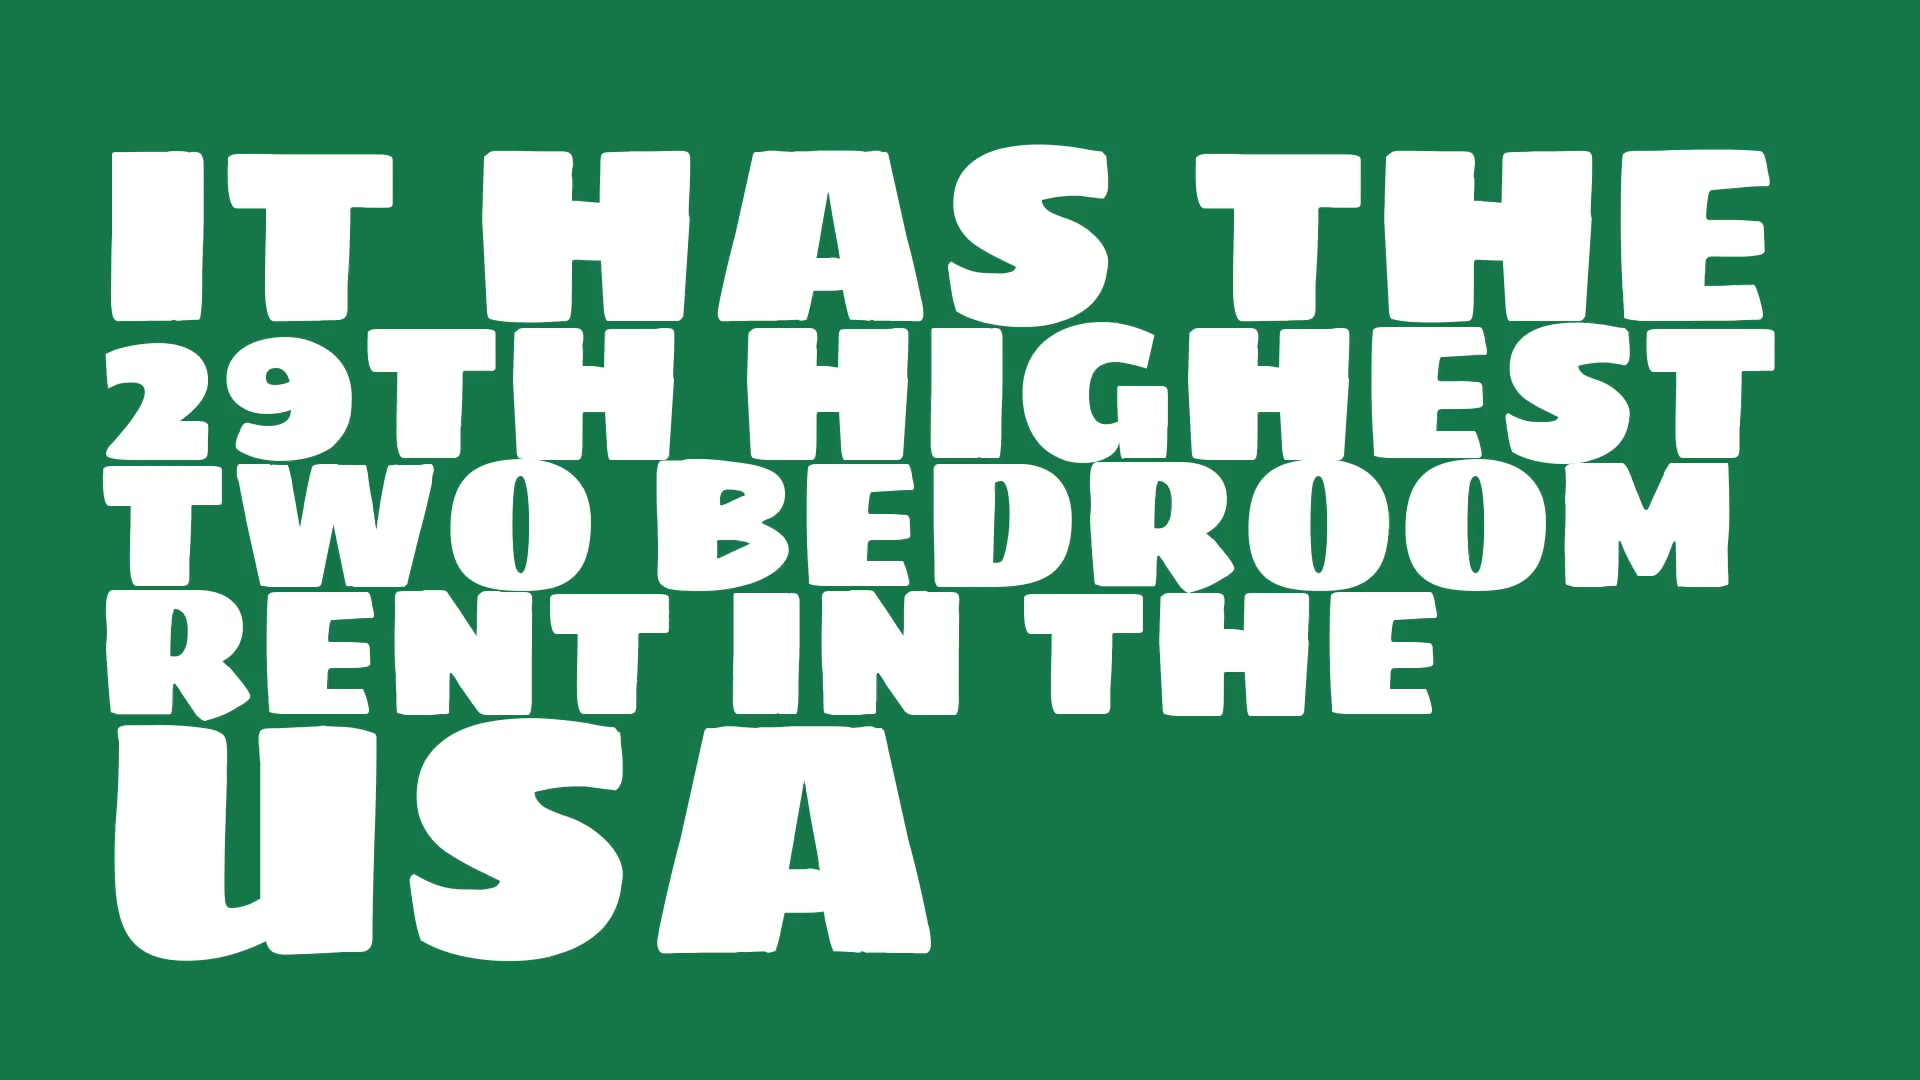 IT HAS THE
29TH HIGHEST
TWO BEDROOM
RENT IN THE
USA